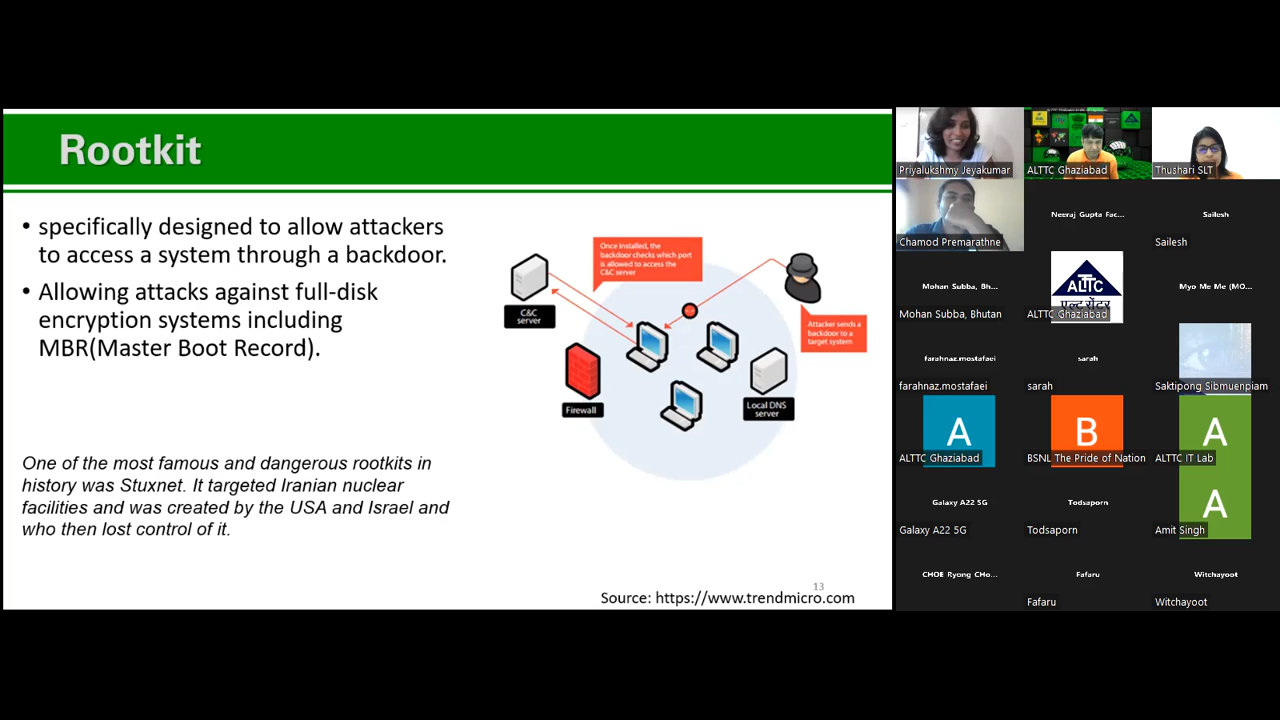 Rootkit
• specifically designed to allow attackers
to access a system through a backdoor.
• Allowing attacks against full-disk
encryption systems including
MBR(Master Boot Record).
One of the most famous and dangerous rootkits in
history was Stuxnet. It targeted Iranian nuclear
facilities and was created by the USA and Israel and
who then lost control of it.
Once installed, the
backdoor checks which port
is allowed to access the
C&C server
C&C
server
Attacker sends a
backdoor to a
target system
Firewall
Local DNS
server
13
Source: https://www.trendmicro.com
Priyalukshmy Jeyakumar
ALTTC Ghaziabad
Thushari SLT
Chamod Premarathne
Neeraj Gupta Fac...
Sailesh
Sailesh
Mohan Subba, Bh...
Mohan Subba, Bhutan
ALTTC
एल्ट सेंटर
ALTTC Ghaziabad
Myo Me Me (MO...
farahnaz.mostafaei
farahnaz.mostafaei
sarah
sarah
Saktipong Sibmuenpiam
A
ALTTC Ghaziabad
B
BSNL The Pride of Nation
A
ALTTC IT Lab
Galaxy A22 5G
Galaxy A22 5G
Todsaporn
Todsaporn
A
Amit Singh
CHOE Ryong CHo...
Fafaru
Fafaru
Witchayoot
Witchayoot